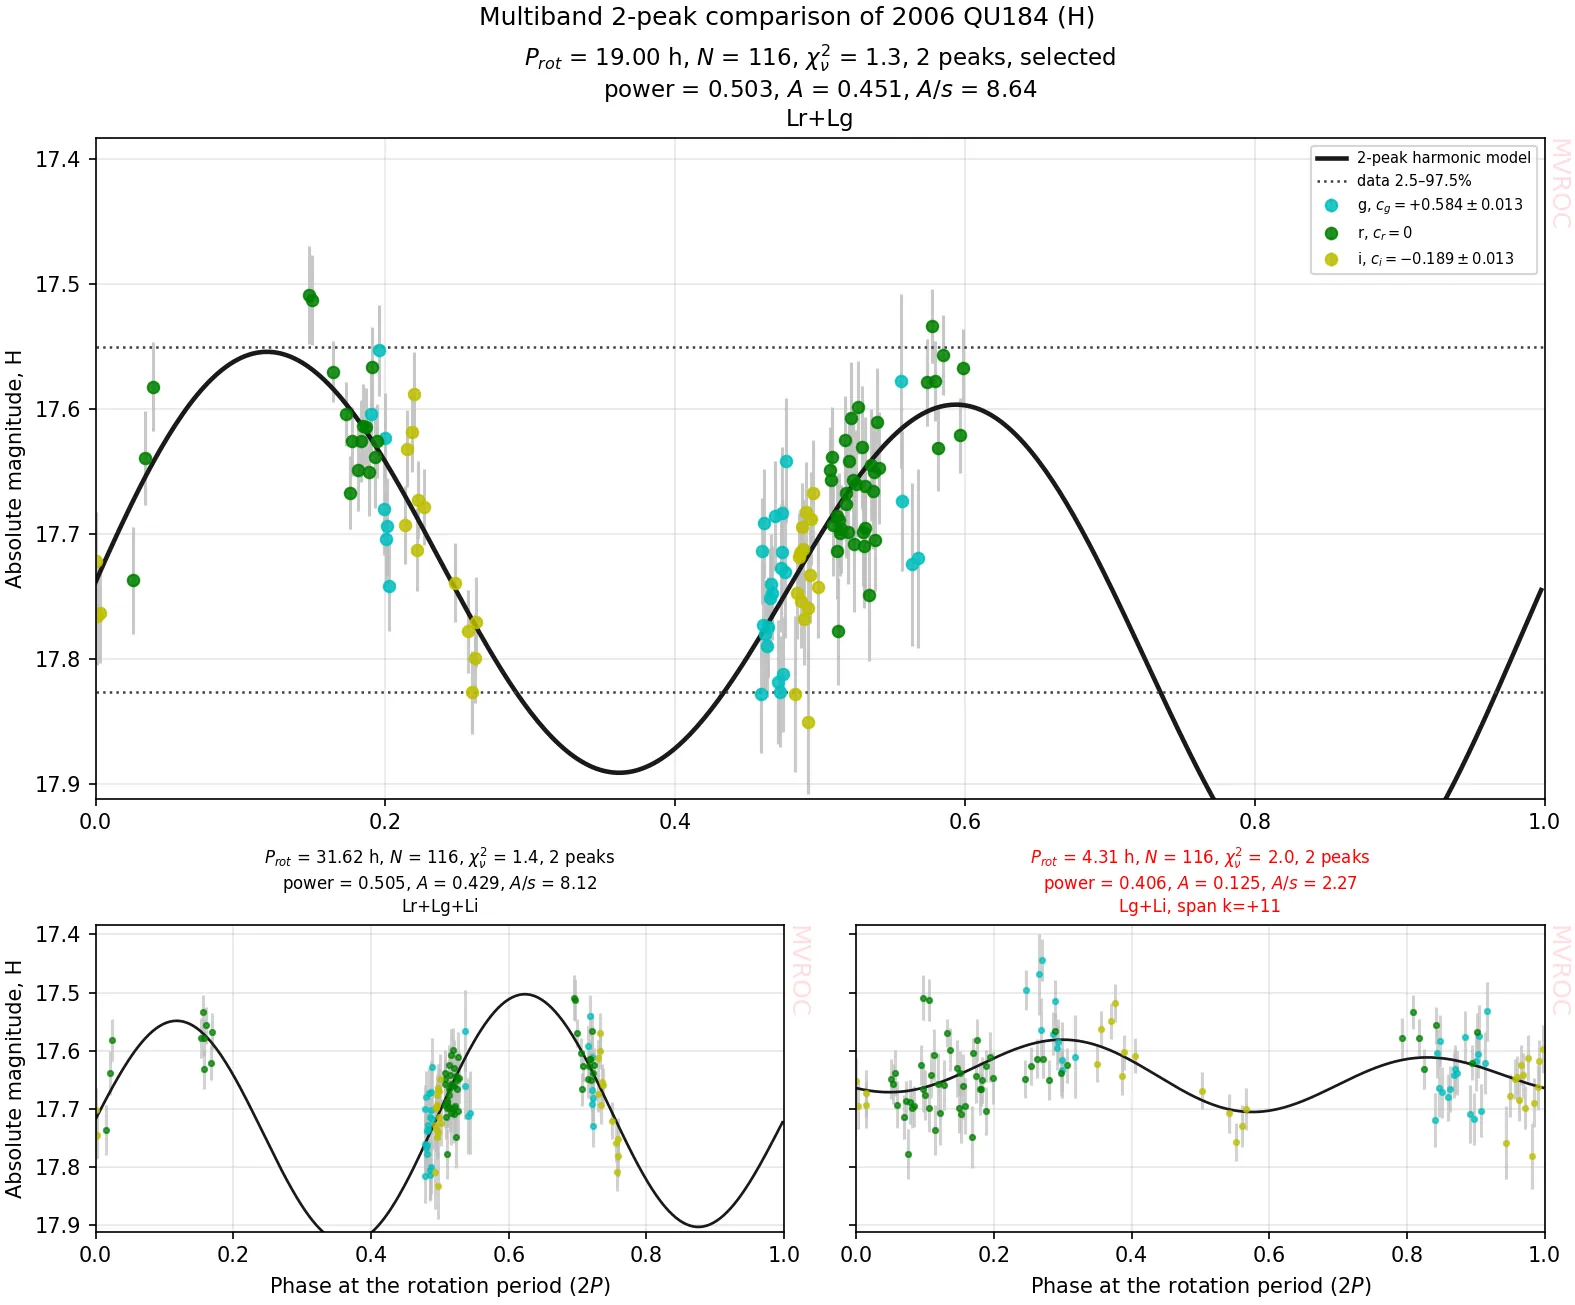 Multiband 2-peak comparison of 2006 QU184 (H)
P_rot = 19.00 h, N = 116, χ²_ν = 1.3, 2 peaks, selected
power = 0.503, A = 0.451, A/s = 8.64
Lr+Lg
2-peak harmonic model
data 2.5–97.5%
g, c_g = +0.584 ± 0.013
r, c_r = 0
i, c_i = −0.189 ± 0.013
MVROC
Absolute magnitude, H
17.4
17.5
17.6
17.7
17.8
17.9
0.0 0.2 0.4 0.6 0.8 1.0
P_rot = 31.62 h, N = 116, χ²_ν = 1.4, 2 peaks
power = 0.505, A = 0.429, A/s = 8.12
Lr+Lg+Li
MVROC
Absolute magnitude, H
17.4
17.5
17.6
17.7
17.8
17.9
0.0 0.2 0.4 0.6 0.8 1.0
Phase at the rotation period (2P)
P_rot = 4.31 h, N = 116, χ²_ν = 2.0, 2 peaks
power = 0.406, A = 0.125, A/s = 2.27
Lg+Li, span k=+11
MVROC
0.0 0.2 0.4 0.6 0.8 1.0
Phase at the rotation period (2P)